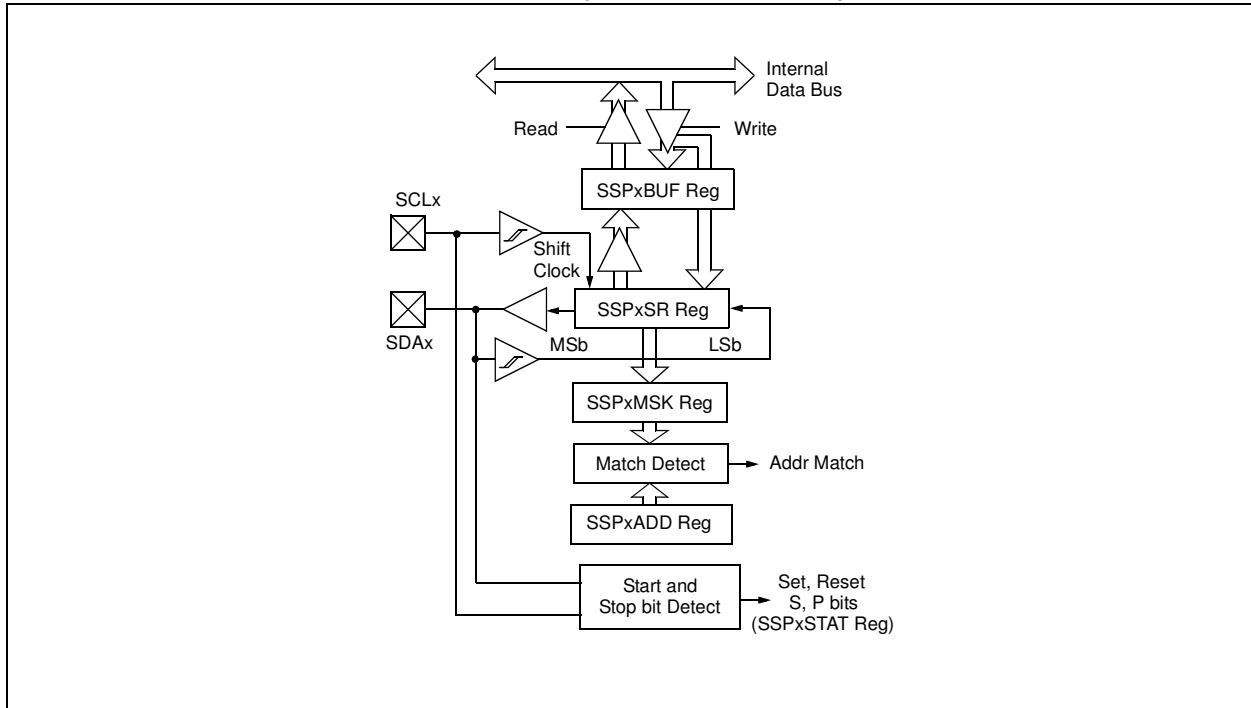 Internal
Data Bus
Read
Write
SSPxBUF Reg
SCLx
Shift
Clock
SSPxSR Reg
SDAx
MSb
LSb
SSPxMSK Reg
Match Detect
Addr Match
SSPxADD Reg
Start and
Stop bit Detect
Set, Reset
S, P bits
(SSPxSTAT Reg)